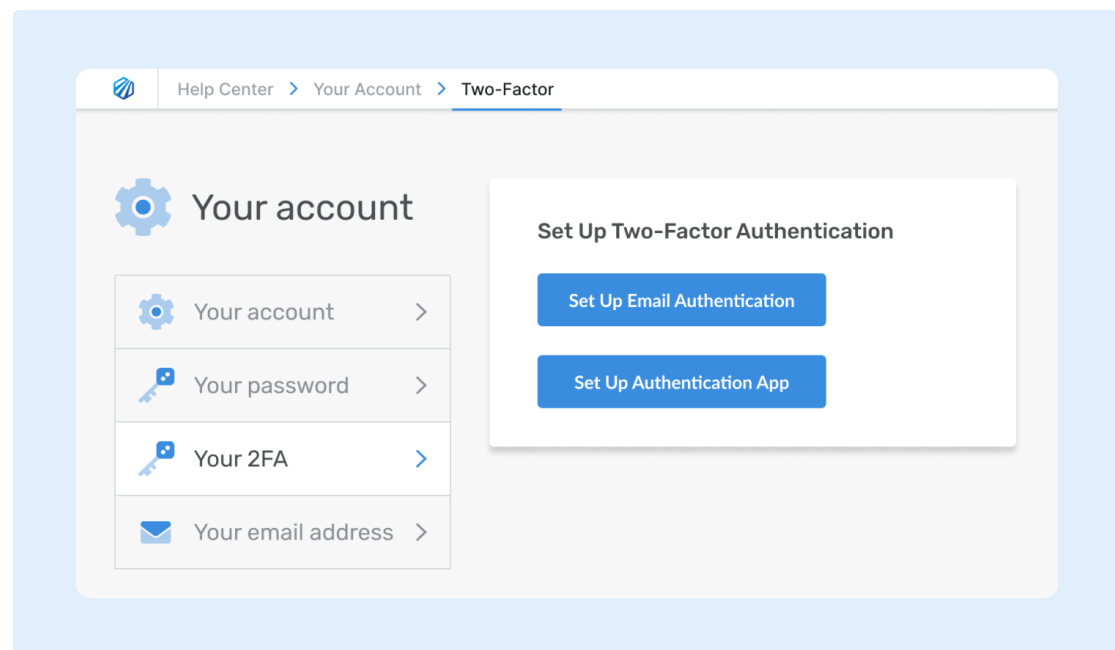 Help Center > Your Account > Two-Factor
Your account
Your account
Your password
Your 2FA
Your email address
Set Up Two-Factor Authentication
Set Up Email Authentication
Set Up Authentication App